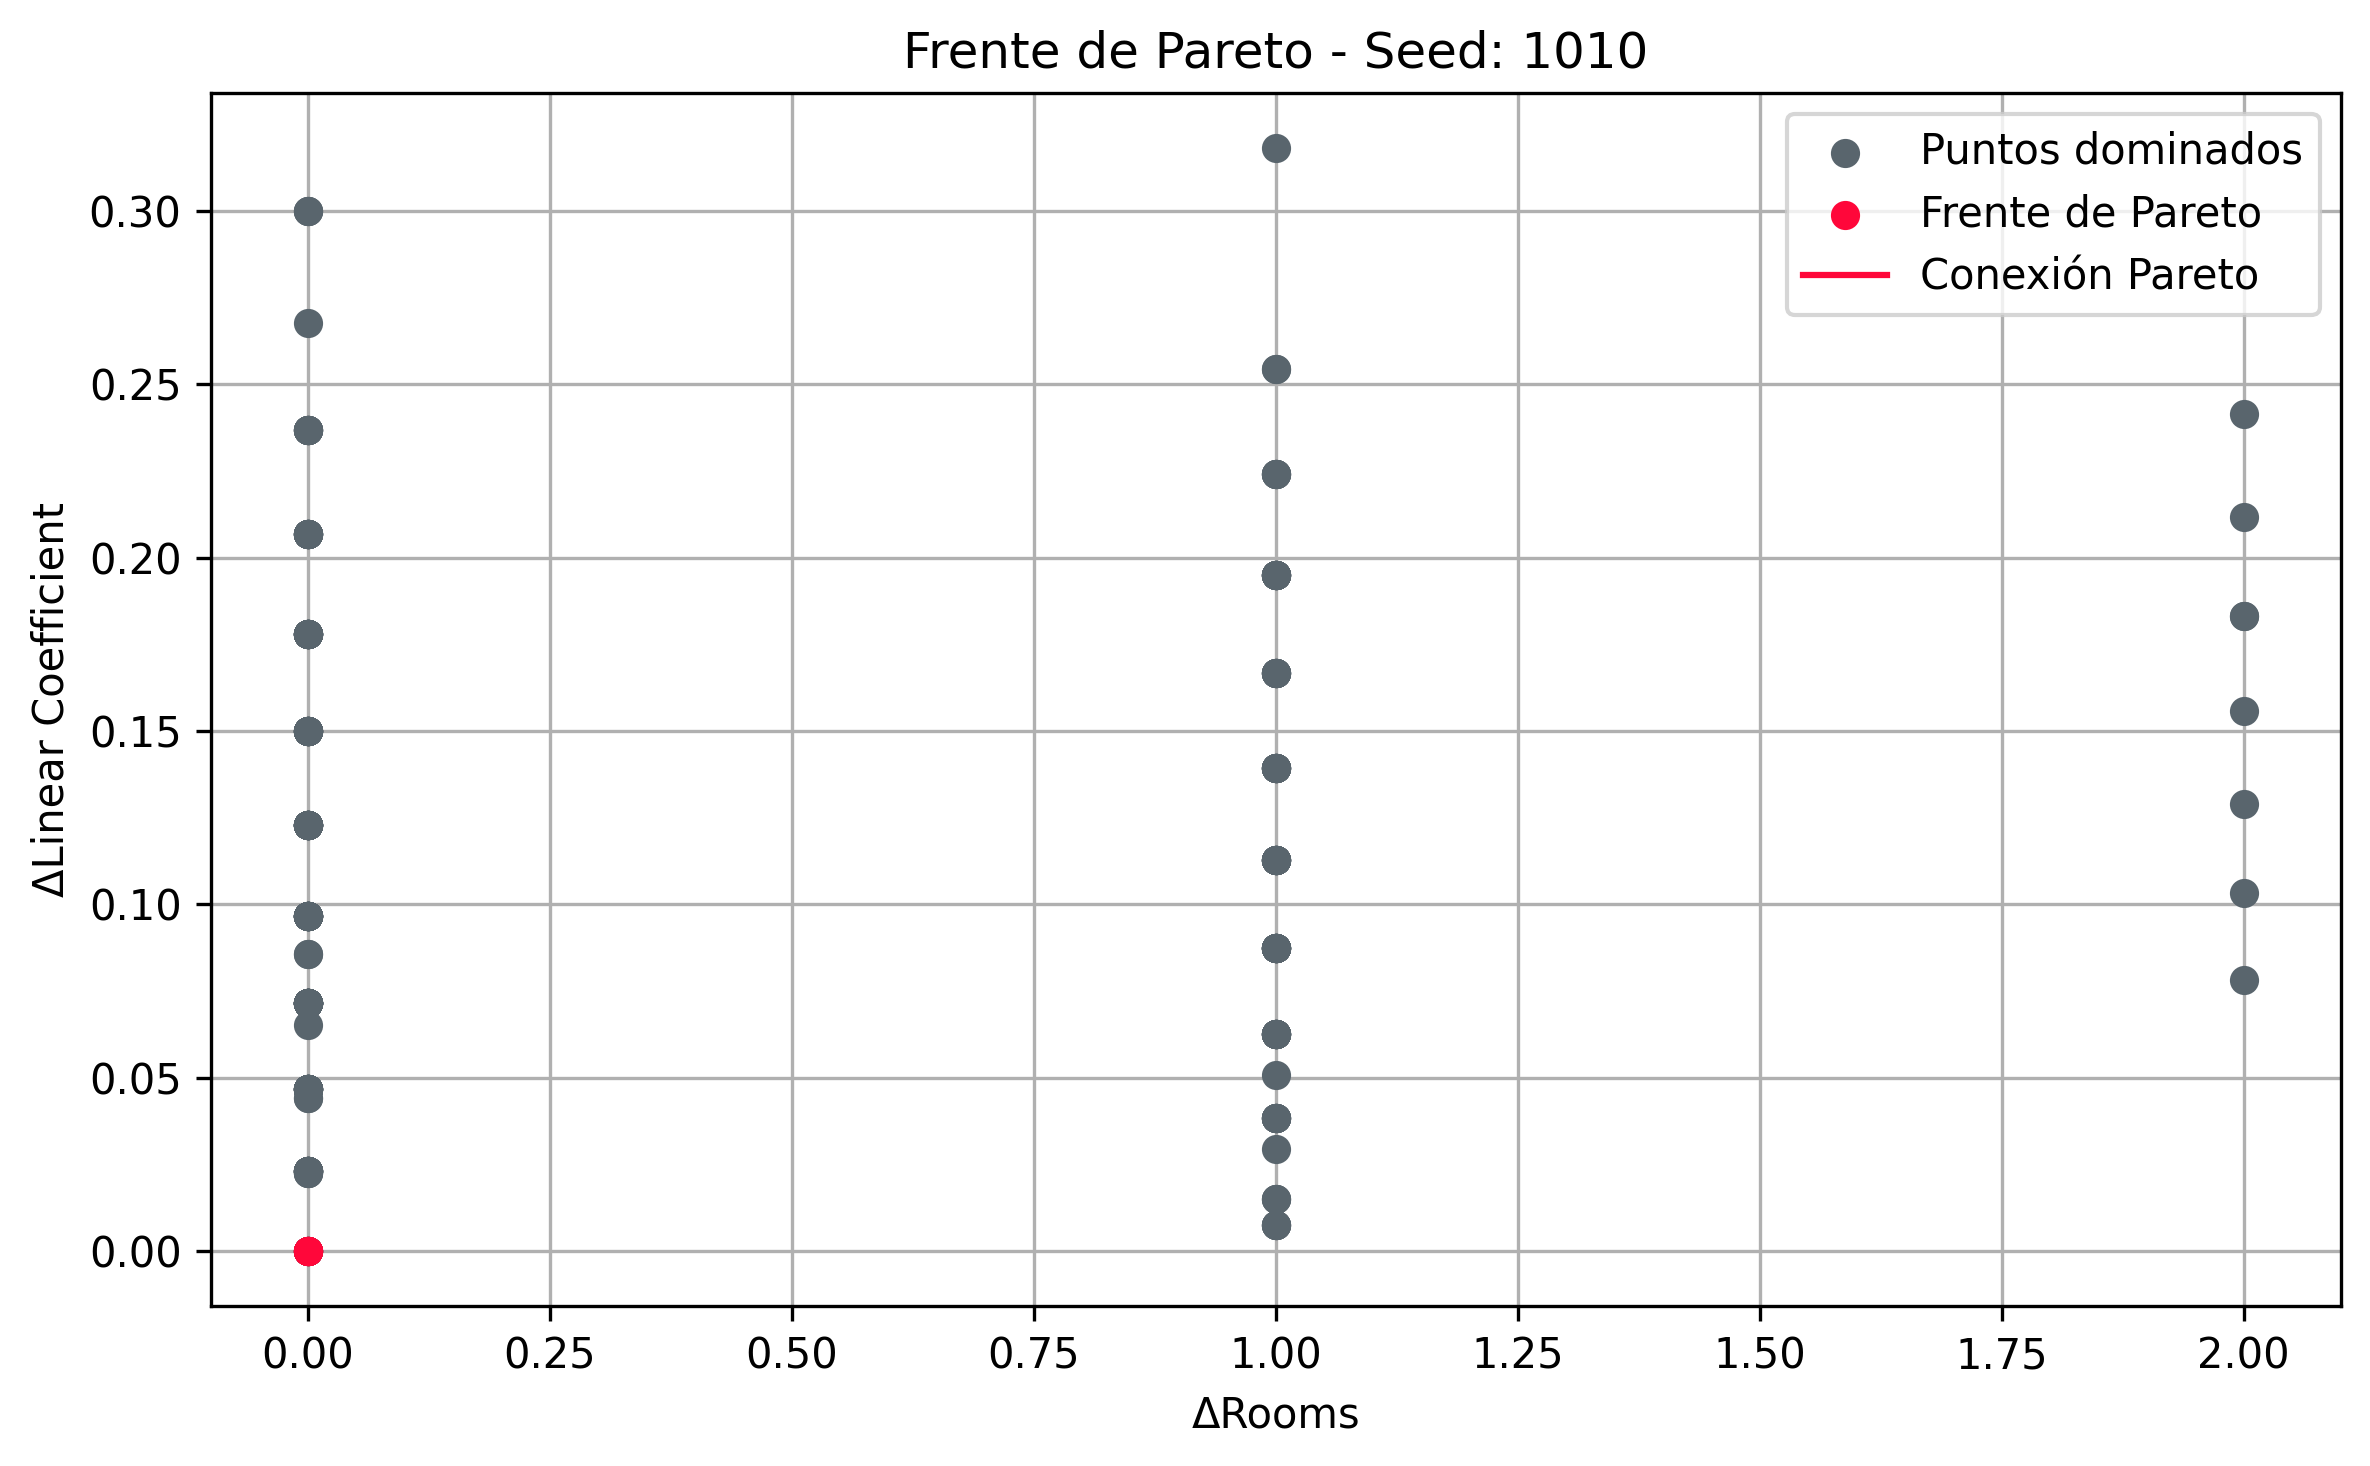 Frente de Pareto - Seed: 1010
Puntos dominados
Frente de Pareto
Conexión Pareto
ΔLinear Coefficient
0.30
0.25
0.20
0.15
0.10
0.05
0.00
0.00 0.25 0.50 0.75 1.00 1.25 1.50 1.75 2.00
ΔRooms